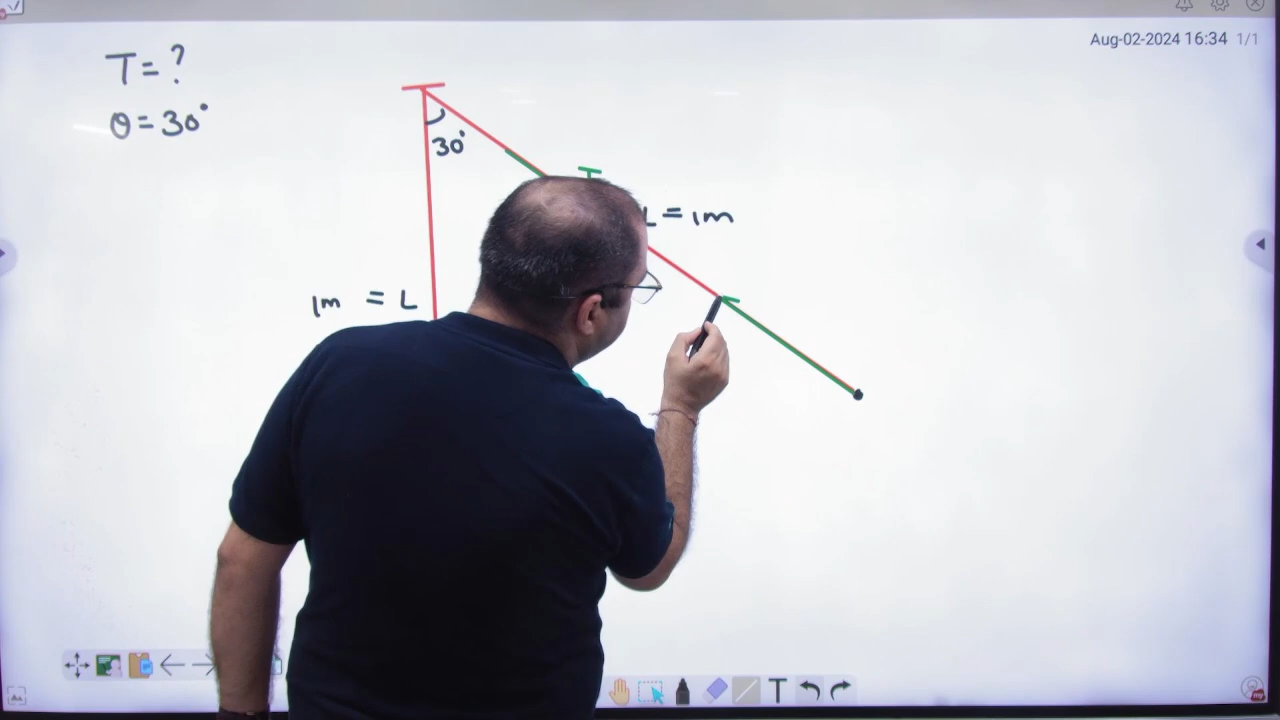 Aug-02-2024 16:34 1/1
T = ?
θ = 30°
30°
T
L = 1m
1m = L
T